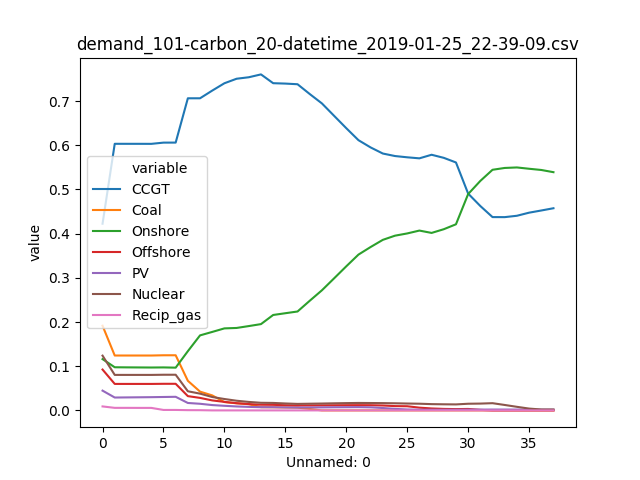 demand_101-carbon_20-datetime_2019-01-25_22-39-09.csv
value
0.7
0.6
0.5
0.4
0.3
0.2
0.1
0.0
variable
CCGT
Coal
Onshore
Offshore
PV
Nuclear
Recip_gas
0 5 10 15 20 25 30 35
Unnamed: 0